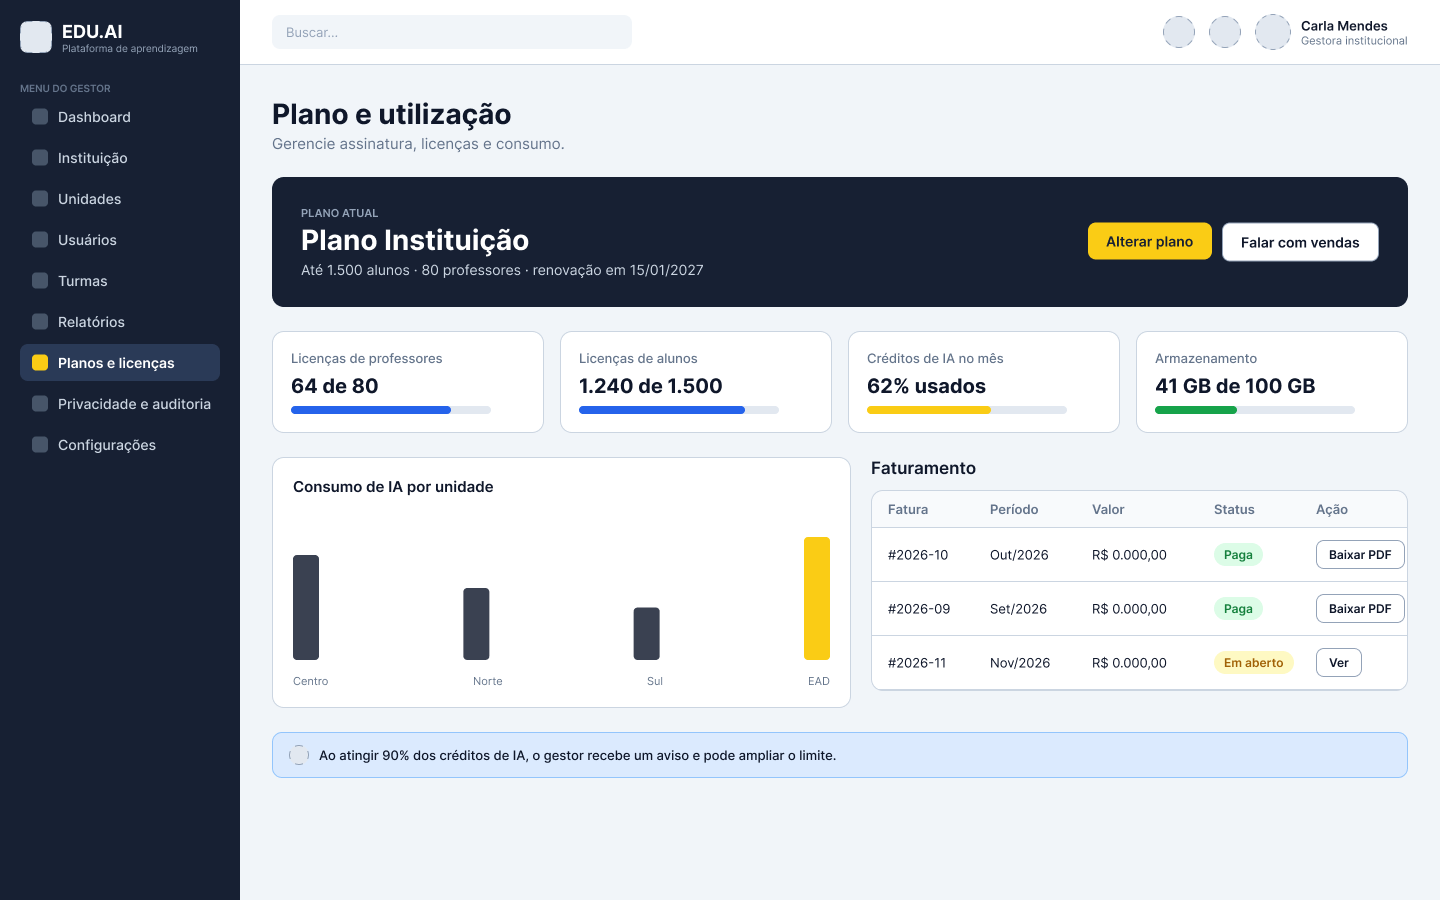 EDU.AI
Plataforma de aprendizagem
MENU DO GESTOR
Dashboard
Instituição
Unidades
Usuários
Turmas
Relatórios
Planos e licenças
Privacidade e auditoria
Configurações
Buscar...
Carla Mendes
Gestora institucional
Plano e utilização
Gerencie assinatura, licenças e consumo.
PLANO ATUAL
Plano Instituição
Até 1.500 alunos · 80 professores · renovação em 15/01/2027
Alterar plano
Falar com vendas
Licenças de professores
64 de 80
Licenças de alunos
1.240 de 1.500
Créditos de IA no mês
62% usados
Armazenamento
41 GB de 100 GB
Consumo de IA por unidade
Centro Norte Sul EAD
Faturamento
Fatura Período Valor Status Ação
#2026-10 Out/2026 R$ 0.000,00 Paga Baixar PDF
#2026-09 Set/2026 R$ 0.000,00 Paga Baixar PDF
#2026-11 Nov/2026 R$ 0.000,00 Em aberto Ver
Ao atingir 90% dos créditos de IA, o gestor recebe um aviso e pode ampliar o limite.